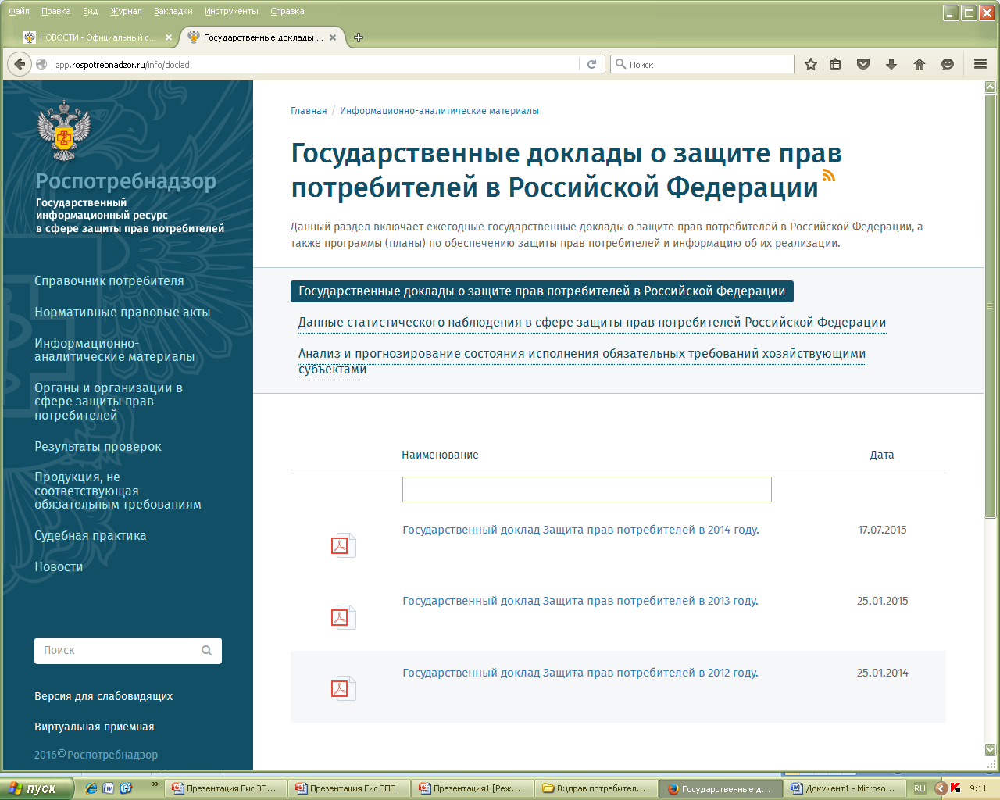 Файл Правка Вид Журнал Закладки Инструменты Справка
НОВОСТИ - Официальный с...
Государственные доклады ...
zpp.rospotrebnadzor.ru/info/doclad
Поиск
Роспотребнадзор
Государственный
информационный ресурс
в сфере защиты прав потребителей
Справочник потребителя
Нормативные правовые акты
Информационно-
аналитические материалы
Органы и организации в
сфере защиты прав
потребителей
Результаты проверок
Продукция, не
соответствующая
обязательным требованиям
Судебная практика
Новости
Поиск
Версия для слабовидящих
Виртуальная приемная
2016©Роспотребнадзор
Главная / Информационно-аналитические материалы
Государственные доклады о защите прав
потребителей в Российской Федерации
Данный раздел включает ежегодные государственные доклады о защите прав потребителей в Российской Федерации, а
также программы (планы) по обеспечению защиты прав потребителей и информацию об их реализации.
Государственные доклады о защите прав потребителей в Российской Федерации
Данные статистического наблюдения в сфере защиты прав потребителей Российской Федерации
Анализ и прогнозирование состояния исполнения обязательных требований хозяйствующими
субъектами
Наименование Дата
Государственный доклад Защита прав потребителей в 2014 году. 17.07.2015
Государственный доклад Защита прав потребителей в 2013 году. 25.01.2015
Государственный доклад Защита прав потребителей в 2012 году. 25.01.2014
пуск
»
Презентация Гис ЗП...
Презентация Гис ЗПП
Презентация1 [Реж...
В:\прав потребител...
Государственные д...
Документ1 - Microso...
RU
9:11